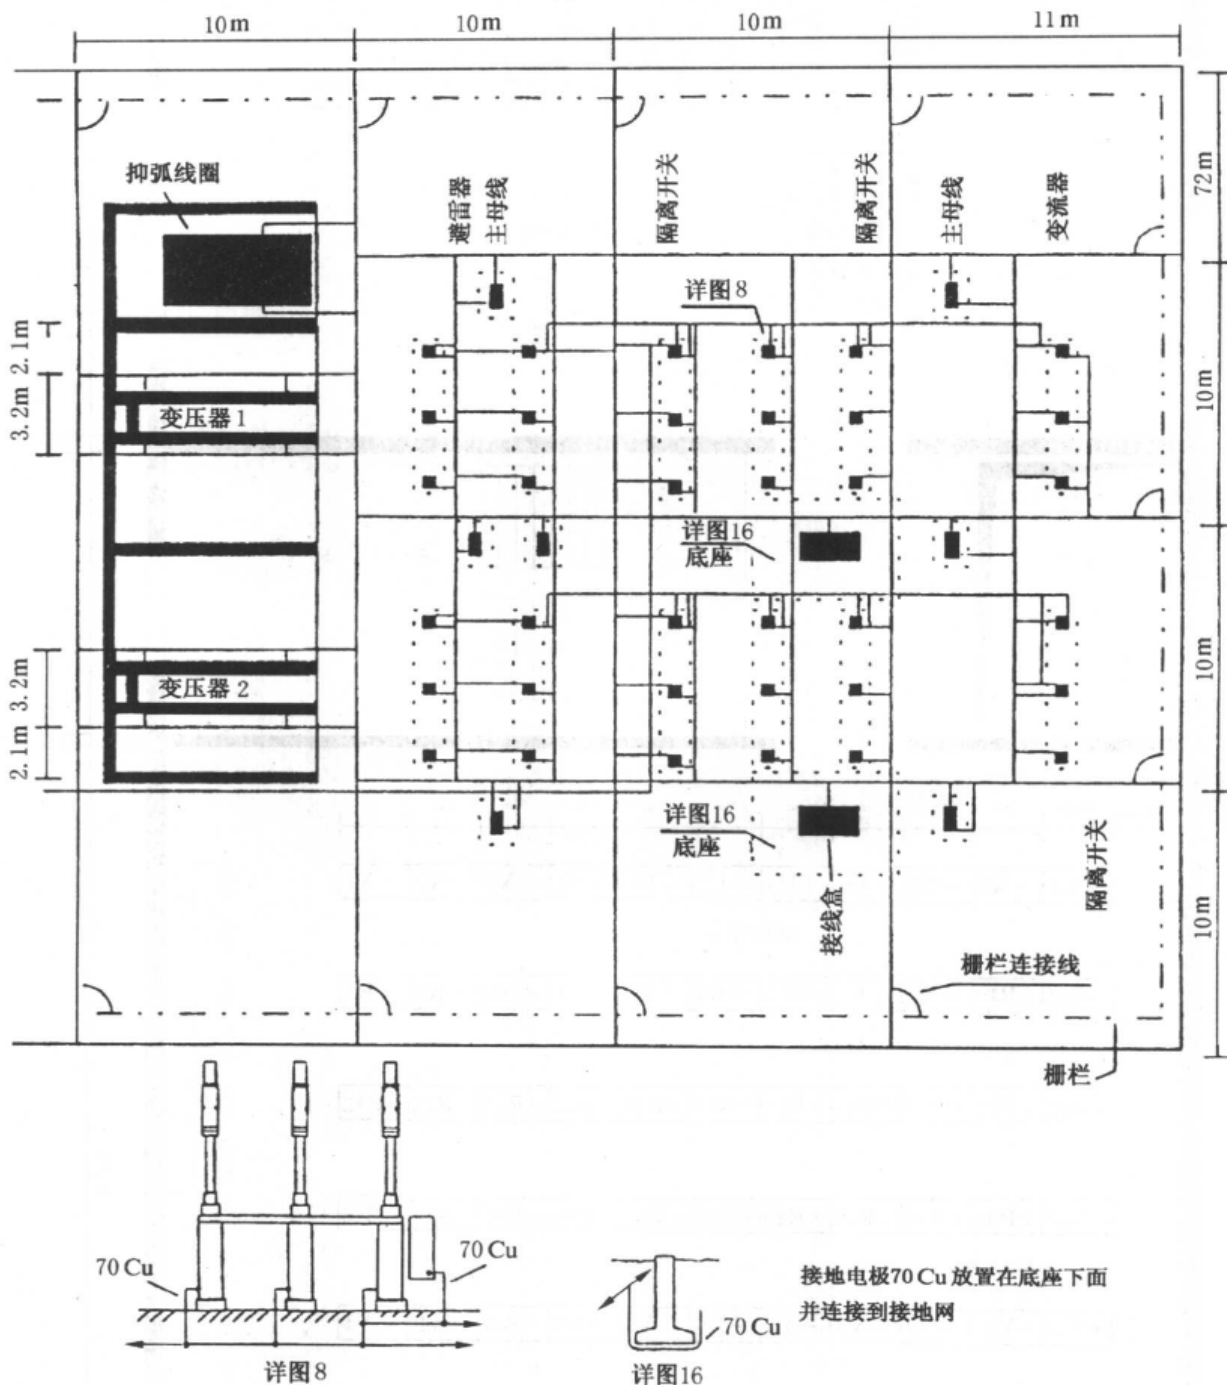 10m 10m 10m 11m
抑弧线圈
避雷器
主母线
隔离开关
隔离开关
主母线
变流器
72m
详图8
2.1m
3.2m
变压器1
10m
详图16
底座
3.2m
变压器2
2.1m
10m
详图16
底座
接线盒
隔离开关
10m
栅栏连接线
栅栏
70 Cu
70 Cu
详图8
70 Cu
详图16
接地电极70 Cu 放置在底座下面
并连接到接地网